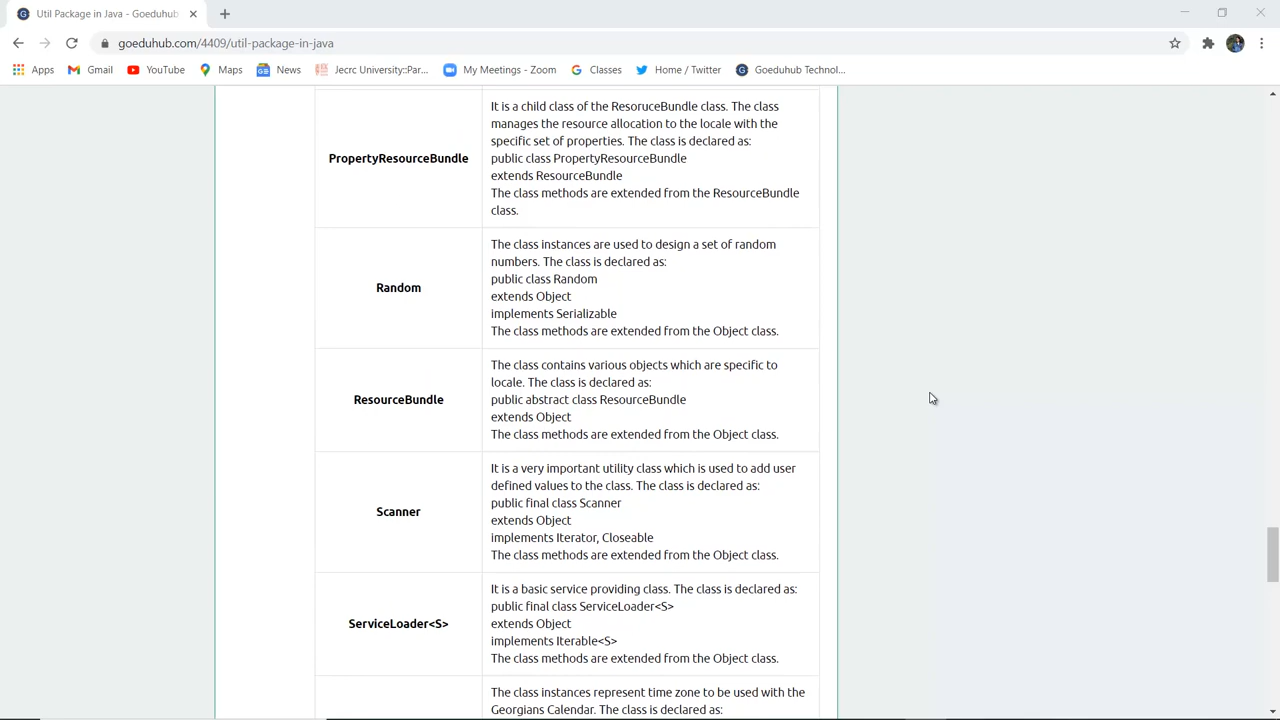 Util Package in Java - Goeduhub
goeduhub.com/4409/util-package-in-java
Apps
Gmail
YouTube
Maps
News
Jecrc University::Par...
My Meetings - Zoom
Classes
Home / Twitter
Goeduhub Technol...
It is a child class of the ResoruceBundle class. The class
manages the resource allocation to the locale with the
specific set of properties. The class is declared as:
PropertyResourceBundle
public class PropertyResourceBundle
extends ResourceBundle
The class methods are extended from the ResourceBundle
class.
The class instances are used to design a set of random
numbers. The class is declared as:
public class Random
Random
extends Object
implements Serializable
The class methods are extended from the Object class.
The class contains various objects which are specific to
locale. The class is declared as:
ResourceBundle
public abstract class ResourceBundle
extends Object
The class methods are extended from the Object class.
It is a very important utility class which is used to add user
defined values to the class. The class is declared as:
public final class Scanner
Scanner
extends Object
implements Iterator, Closeable
The class methods are extended from the Object class.
It is a basic service providing class. The class is declared as:
public final class ServiceLoader<S>
ServiceLoader<S>
extends Object
implements Iterable<S>
The class methods are extended from the Object class.
The class instances represent time zone to be used with the
Georgians Calendar. The class is declared as: